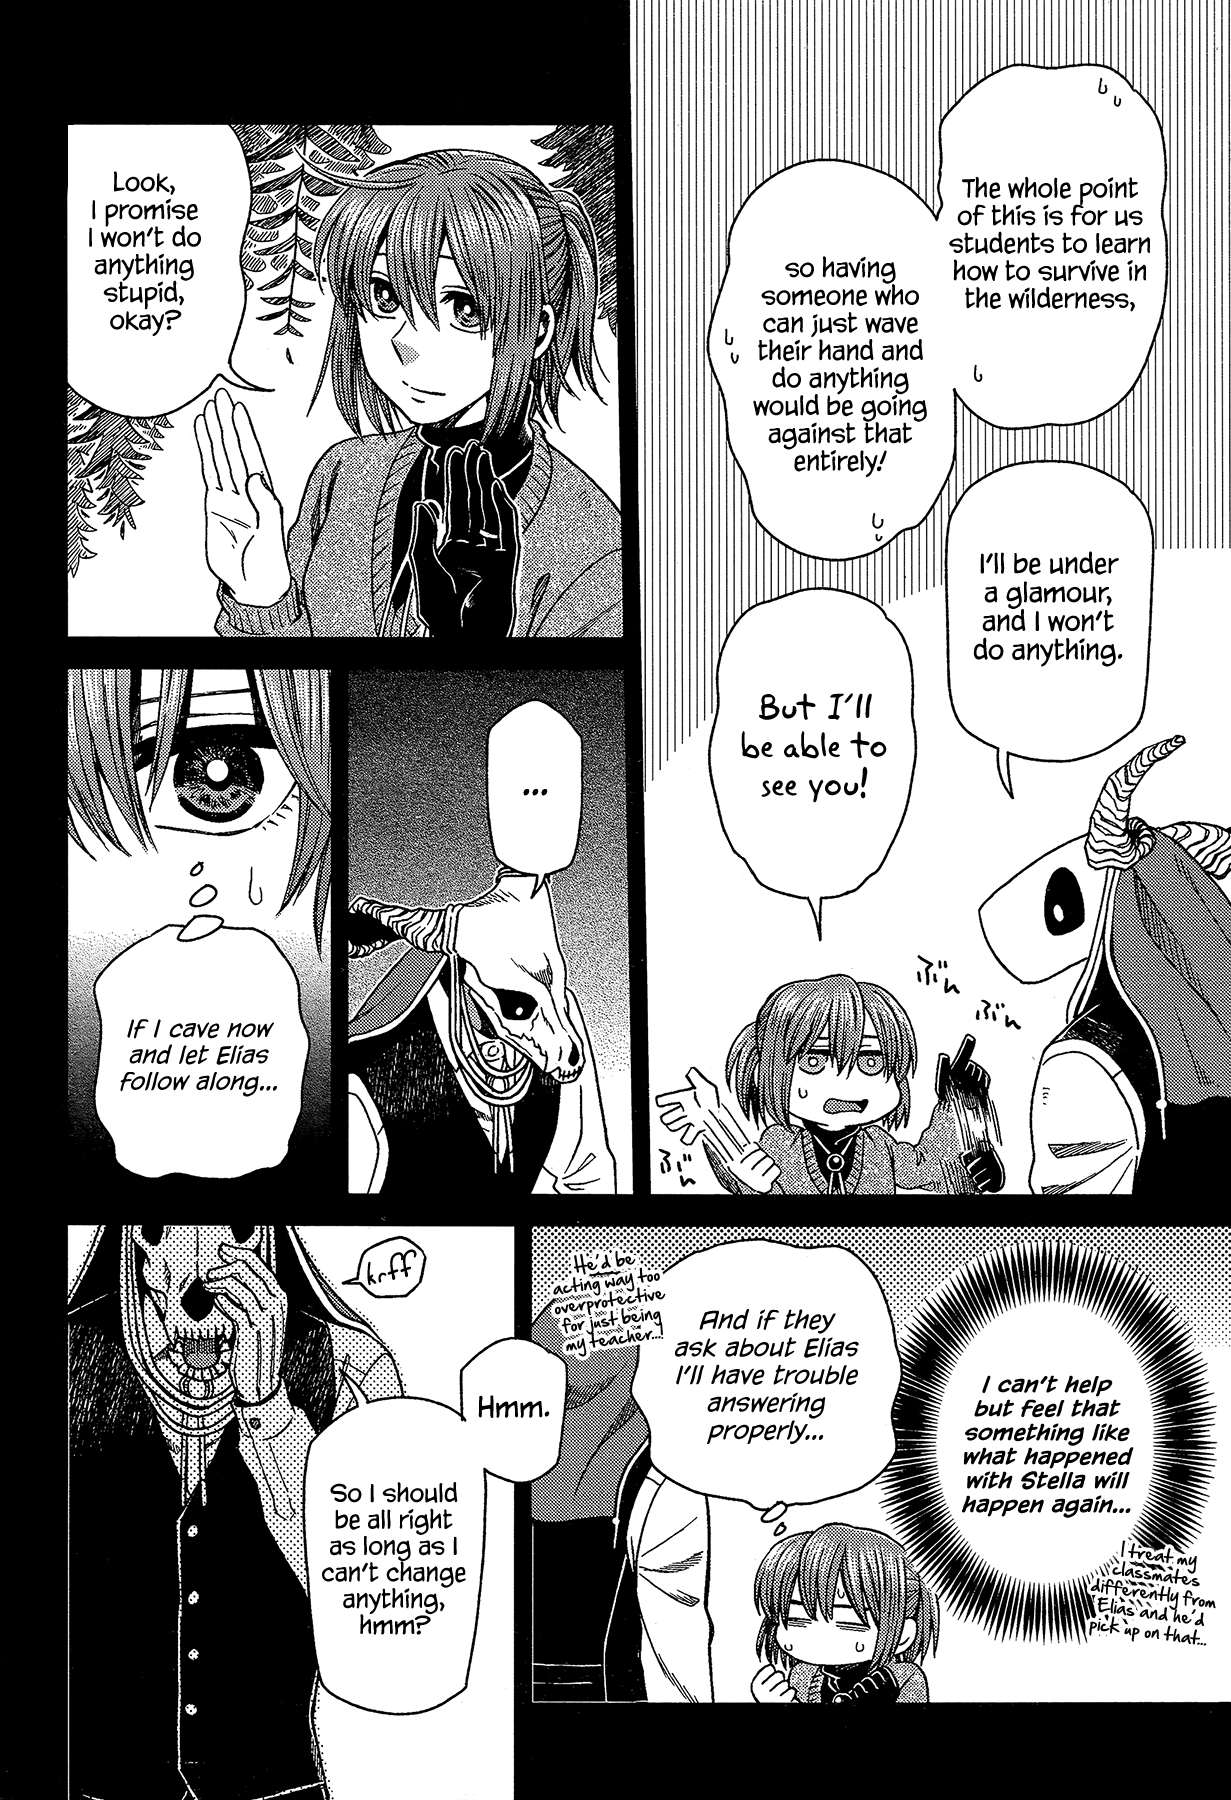 The whole point
of this is for us
students to learn
how to survive in
the wilderness,
so having
someone who
can just wave
their hand and
do anything
would be going
against that
entirely!
I'll be under
a glamour,
and I won't
do anything.
But I'll
be able to
see you!
ぶん
ぶん
ぶん
Look,
I promise
I won't do
anything
stupid,
okay?
...
If I cave now
and let Elias
follow along...
I can't help
but feel that
something like
what happened
with Stella will
happen again...
I treat my
classmates
differently from
Elias and he'd
pick up on that...
And if they
ask about Elias
I'll have trouble
answering
properly...
He'd be
acting way too
overprotective
for just being
my teacher...
Hmm.
So I should
be all right
as long as I
can't change
anything,
hmm?
krff